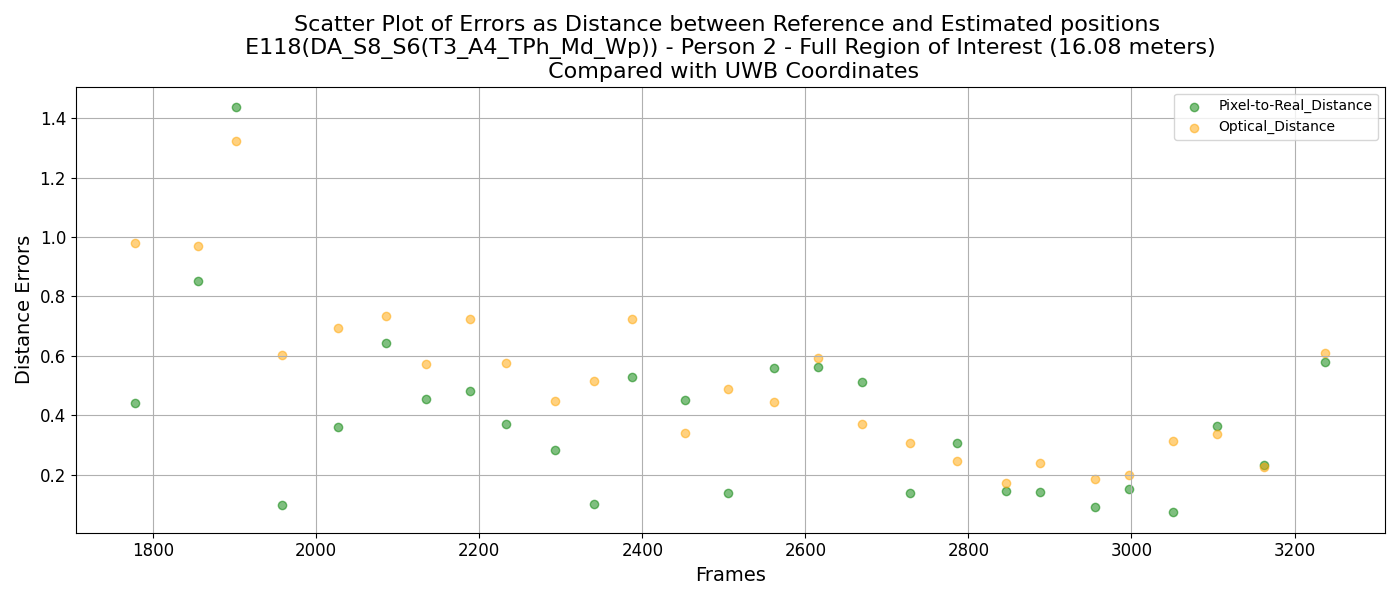 Scatter Plot of Errors as Distance between Reference and Estimated positions
E118(DA_S8_S6(T3_A4_TPh_Md_Wp)) - Person 2 - Full Region of Interest (16.08 meters)
Compared with UWB Coordinates
Pixel-to-Real_Distance
Optical_Distance
Distance Errors
1.4
1.2
1.0
0.8
0.6
0.4
0.2
1800 2000 2200 2400 2600 2800 3000 3200
Frames